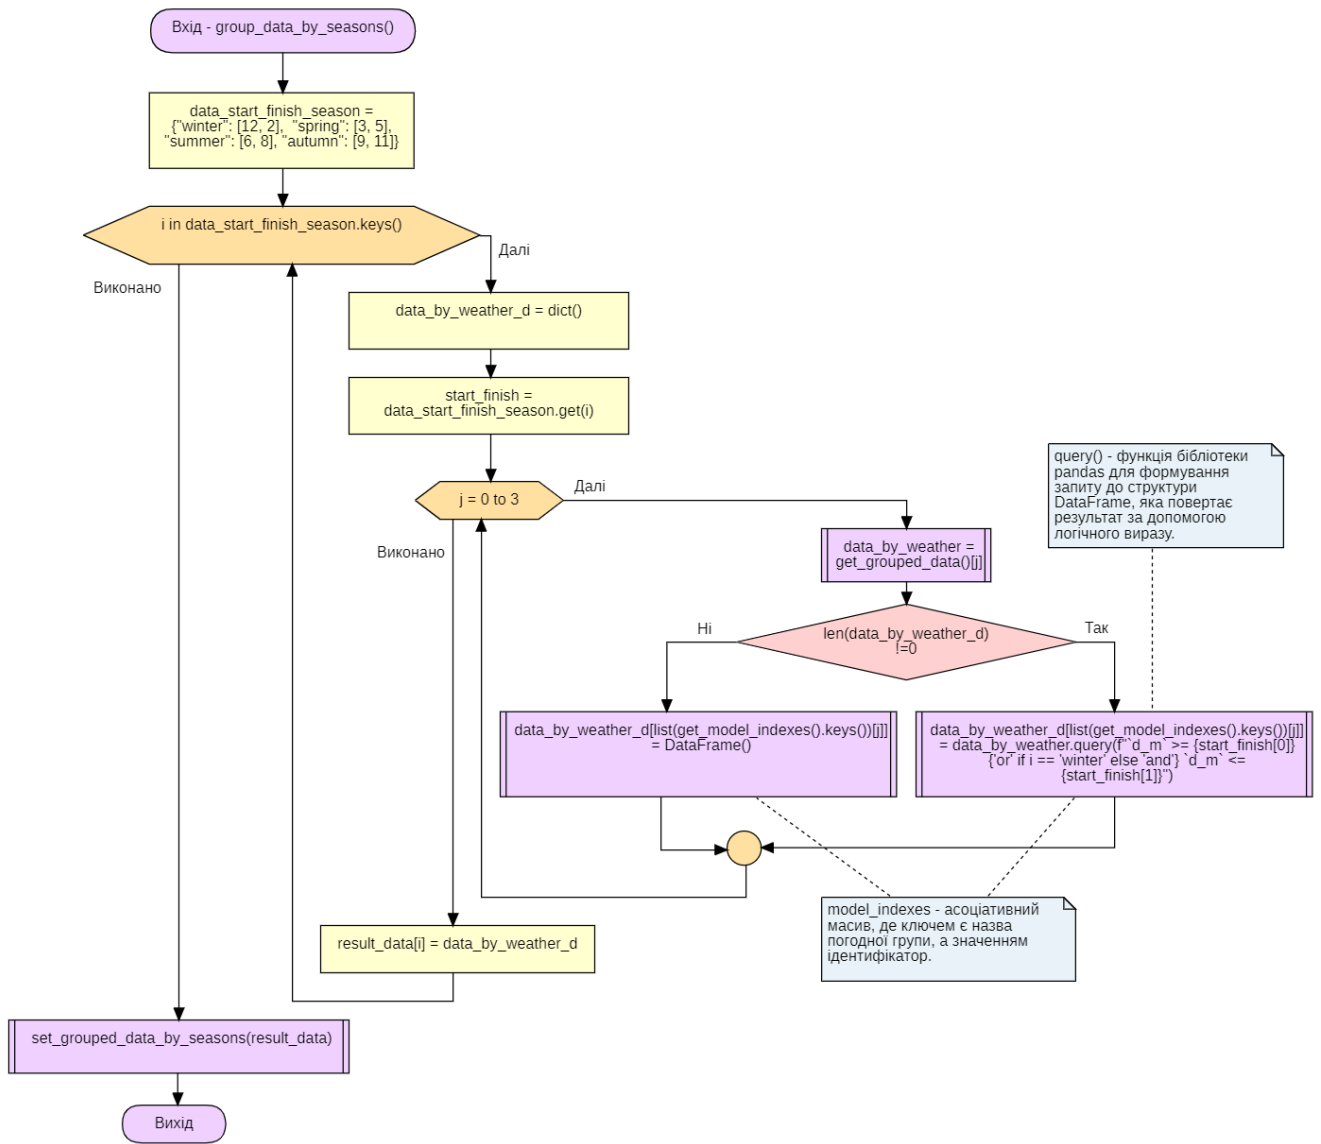 Вхід - group_data_by_seasons()
data_start_finish_season =
{"winter": [12, 2],  "spring": [3, 5],
"summer": [6, 8], "autumn": [9, 11]}
i in data_start_finish_season.keys()
Далі
Виконано
data_by_weather_d = dict()
start_finish =
data_start_finish_season.get(i)
j = 0 to 3
Далі
Виконано
query() - функція бібліотеки
pandas для формування
запиту до структури
DataFrame, яка повертає
результат за допомогою
логічного виразу.
data_by_weather =
get_grouped_data()[j]
len(data_by_weather_d)
!=0
Ні
Так
data_by_weather_d[list(get_model_indexes().keys())[j]]
= DataFrame()
data_by_weather_d[list(get_model_indexes().keys())[j]]
= data_by_weather.query(f"`d_m` >= {start_finish[0]}
{'or' if i == 'winter' else 'and'} `d_m` <=
{start_finish[1]}")
model_indexes - асоціативний
масив, де ключем є назва
погодної групи, а значенням
ідентифікатор.
result_data[i] = data_by_weather_d
set_grouped_data_by_seasons(result_data)
Вихід